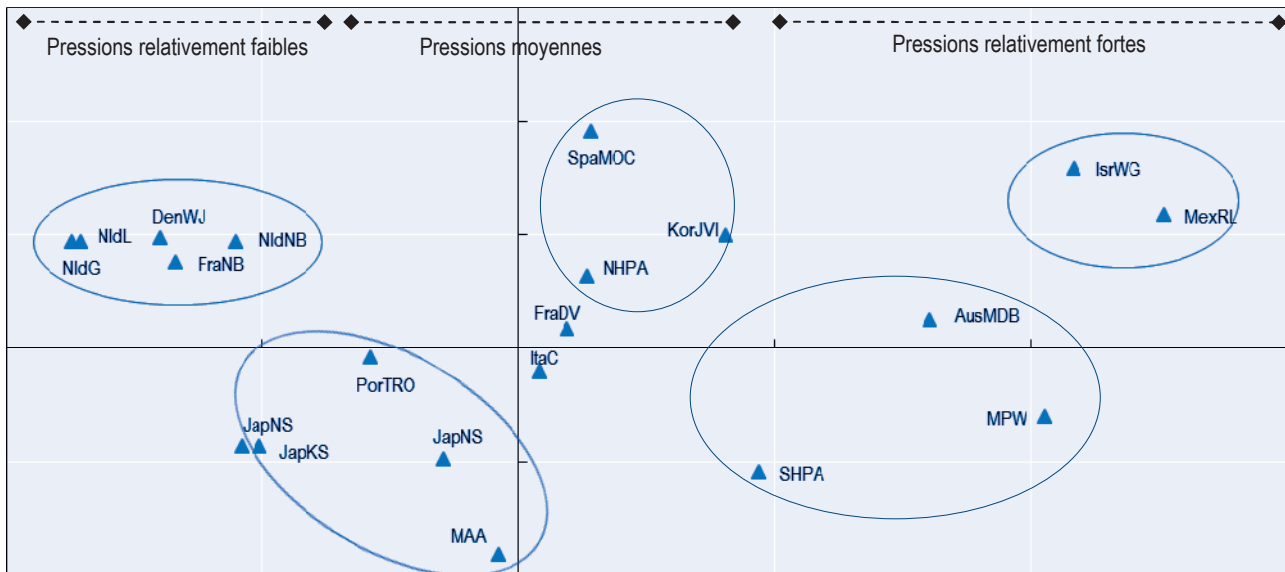 Pressions relativement faibles
Pressions moyennes
Pressions relativement fortes
SpaMOC
IsrWG
MexRL
DenWJ
NldL
NldNB
KorJVI
NldG
FraNB
NHPA
FraDV
AusMDB
ItaC
PorTRO
MPW
JapNS
JapNS
JapKS
SHPA
MAA